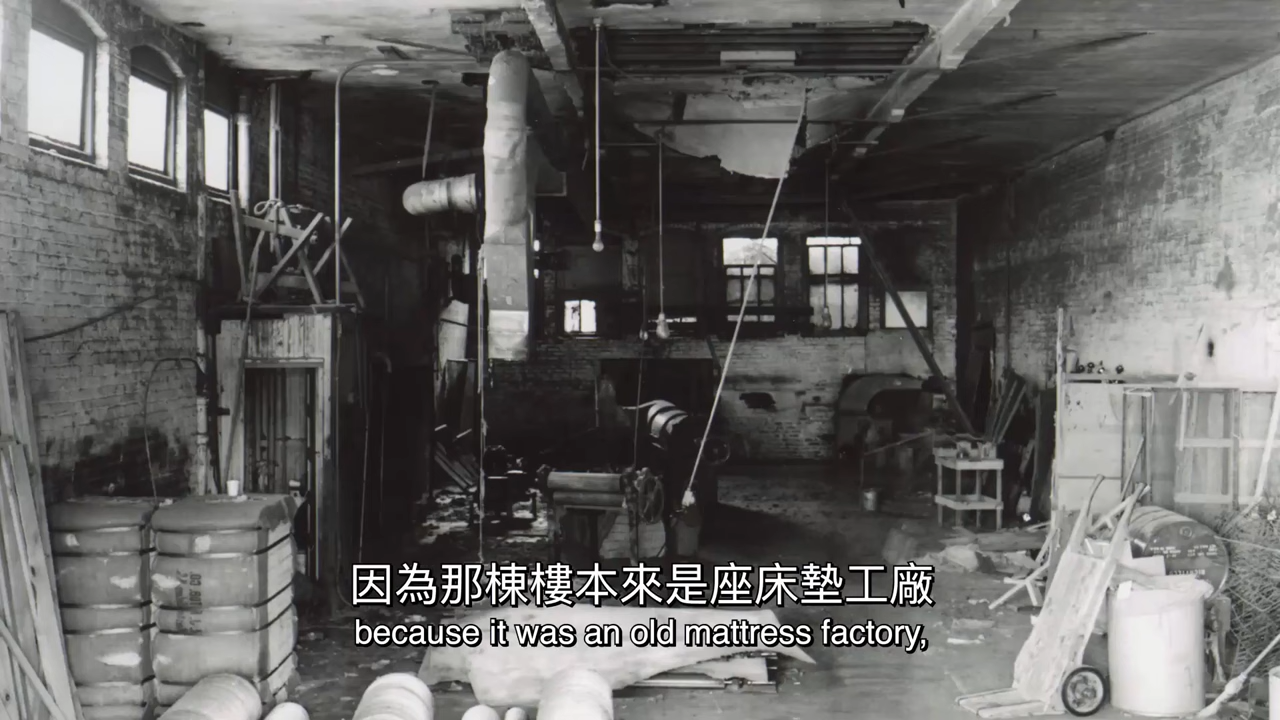 因為那棟樓本來是座床墊工廠
because it was an old mattress factory,